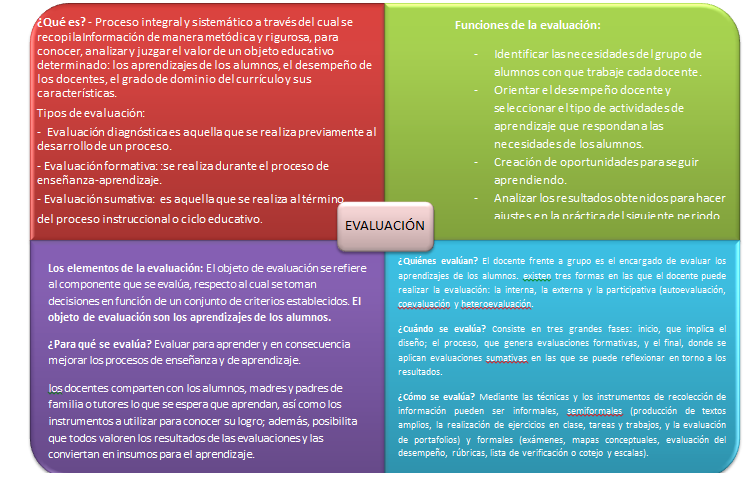 ¿Qué es? - Proceso integral y sistemático a través del cual se
recopila Información de manera metódica y rigurosa, para
conocer, analizar y juzgar el valor de un objeto educativo
determinado: los aprendizajes de los alumnos, el desempeño de
los docentes, el grado de dominio del currículo y sus
características.
Tipos de evaluación:
- Evaluación diagnóstica es aquella que se realiza previamente al
desarrollo de un proceso.
- Evaluación formativa: :se realiza durante el proceso de
enseñanza-aprendizaje.
- Evaluación sumativa: es aquella que se realiza al término
del proceso instruccional o ciclo educativo.
Funciones de la evaluación:
- Identificar las necesidades del grupo de
alumnos con que trabaje cada docente.
- Orientar el desempeño docente y
seleccionar el tipo de actividades de
aprendizaje que respondan a las
necesidades de los alumnos.
- Creación de oportunidades para seguir
aprendiendo.
- Analizar los resultados obtenidos para hacer
ajustes en la práctica del siguiente periodo
EVALUACIÓN
Los elementos de la evaluación: El objeto de evaluación se refiere
al componente que se evalúa, respecto al cual se toman
decisiones en función de un conjunto de criterios establecidos. El
objeto de evaluación son los aprendizajes de los alumnos.
¿Para qué se evalúa? Evaluar para aprender y en consecuencia
mejorar los procesos de enseñanza y de aprendizaje.
los docentes comparten con los alumnos, madres y padres de
familia o tutores lo que se espera que aprendan, así como los
instrumentos a utilizar para conocer su logro; además, posibilita
que todos valoren los resultados de las evaluaciones y las
conviertan en insumos para el aprendizaje.
¿Quiénes evalúan? El docente frente a grupo es el encargado de evaluar los
aprendizajes de los alumnos. existen tres formas en las que el docente puede
realizar la evaluación: la interna, la externa y la participativa (autoevaluación,
coevaluación y heteroevaluación.
¿Cuándo se evalúa? Consiste en tres grandes fases: inicio, que implica el
diseño; el proceso, que genera evaluaciones formativas, y el final, donde se
aplican evaluaciones sumativas en las que se puede reflexionar en torno a los
resultados.
¿Cómo se evalúa? Mediante las técnicas y los instrumentos de recolección de
información pueden ser informales, semiformales (producción de textos
amplios, la realización de ejercicios en clase, tareas y trabajos, y la evaluación
de portafolios) y formales (exámenes, mapas conceptuales, evaluación del
desempeño, rúbricas, lista de verificación o cotejo y escalas).